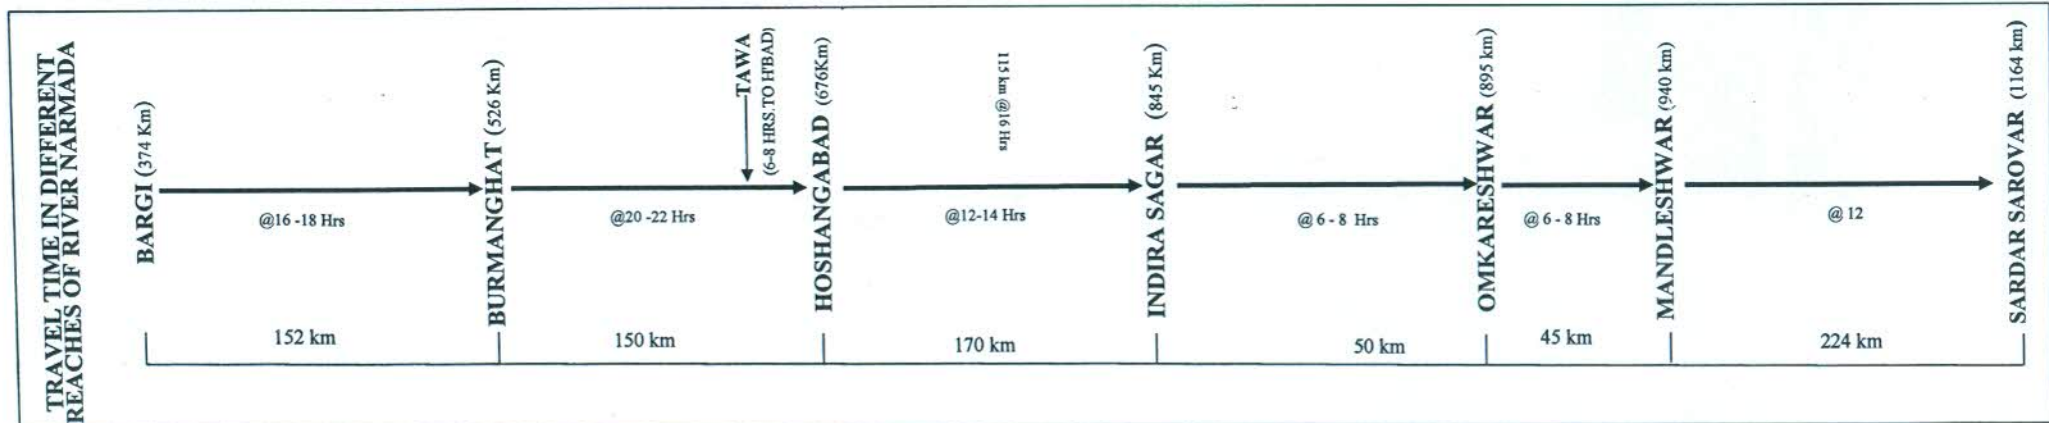 TRAVEL TIME IN DIFFERENT
REACHES OF RIVER NARMADA
BARGI (374 Km)
@16 -18 Hrs
BURMANGHAT (526 Km)
@20 -22 Hrs
TAWA
(6-8 HRS.TO H'BAD)
HOSHANGABAD (676Km)
115 km @16 Hrs
@12-14 Hrs
INDIRA SAGAR (845 Km)
@ 6 - 8 Hrs
OMKARESHWAR (895 km)
@ 6 - 8 Hrs
MANDLESHWAR (940 km)
@ 12
SARDAR SAROVAR (1164 km)
152 km
150 km
170 km
50 km
45 km
224 km